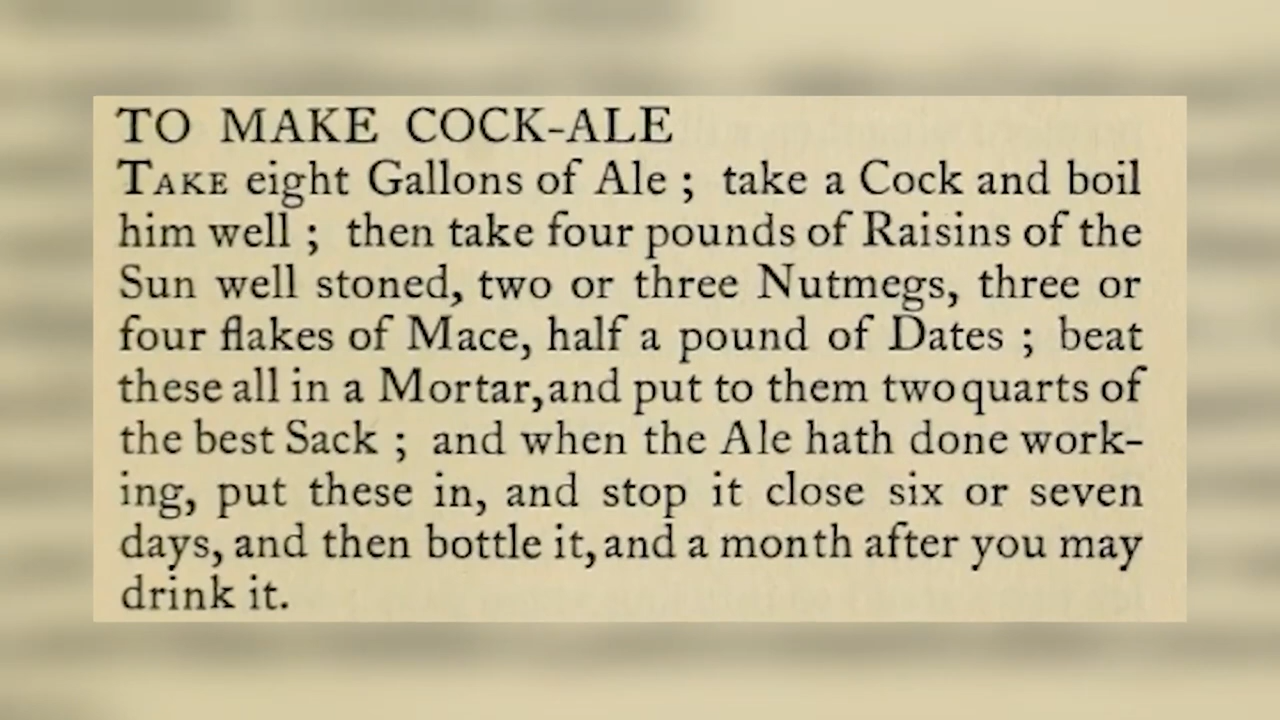 TO MAKE COCK-ALE
TAKE eight Gallons of Ale ; take a Cock and boil
him well ; then take four pounds of Raisins of the
Sun well stoned, two or three Nutmegs, three or
four flakes of Mace, half a pound of Dates ; beat
these all in a Mortar, and put to them two quarts of
the best Sack ; and when the Ale hath done work-
ing, put these in, and stop it close six or seven
days, and then bottle it, and a month after you may
drink it.